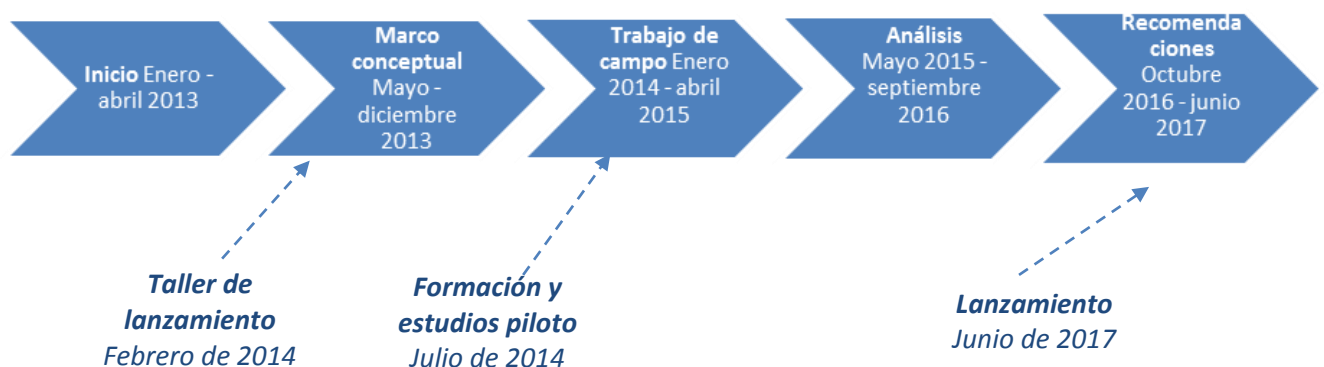 Inicio Enero -
abril 2013
Marco
conceptual
Mayo -
diciembre
2013
Trabajo de
campo Enero
2014 - abril
2015
Análisis
Mayo 2015 -
septiembre
2016
Recomenda
ciones
Octubre
2016 - junio
2017
Taller de
lanzamiento
Febrero de 2014
Formación y
estudios piloto
Julio de 2014
Lanzamiento
Junio de 2017